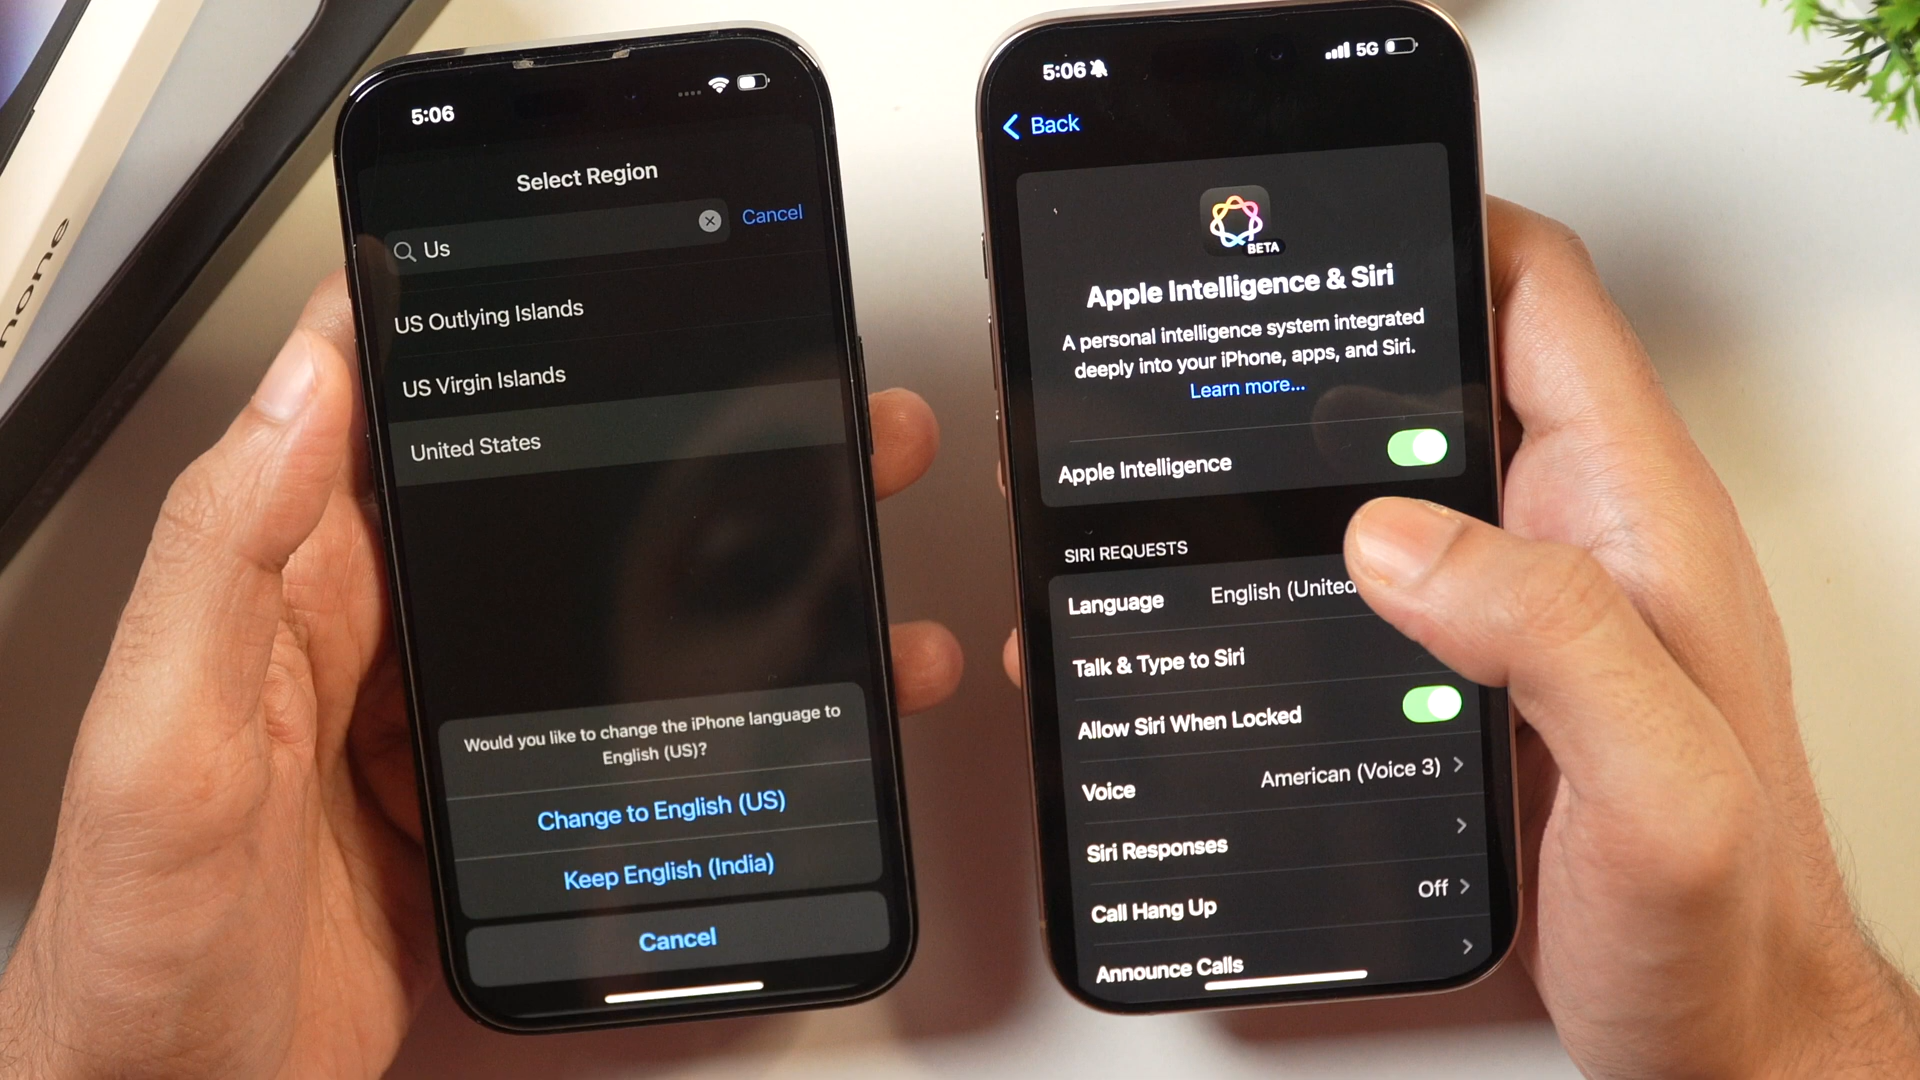 none
5:06
Select Region
Us
Cancel
US Outlying Islands
US Virgin Islands
United States
Would you like to change the iPhone language to
English (US)?
Change to English (US)
Keep English (India)
Cancel
5:06
5G
Back
BETA
Apple Intelligence & Siri
A personal intelligence system integrated
deeply into your iPhone, apps, and Siri.
Learn more...
Apple Intelligence
SIRI REQUESTS
Language English (United
Talk & Type to Siri
Allow Siri When Locked
Voice American (Voice 3)
Siri Responses
Call Hang Up Off
Announce Calls